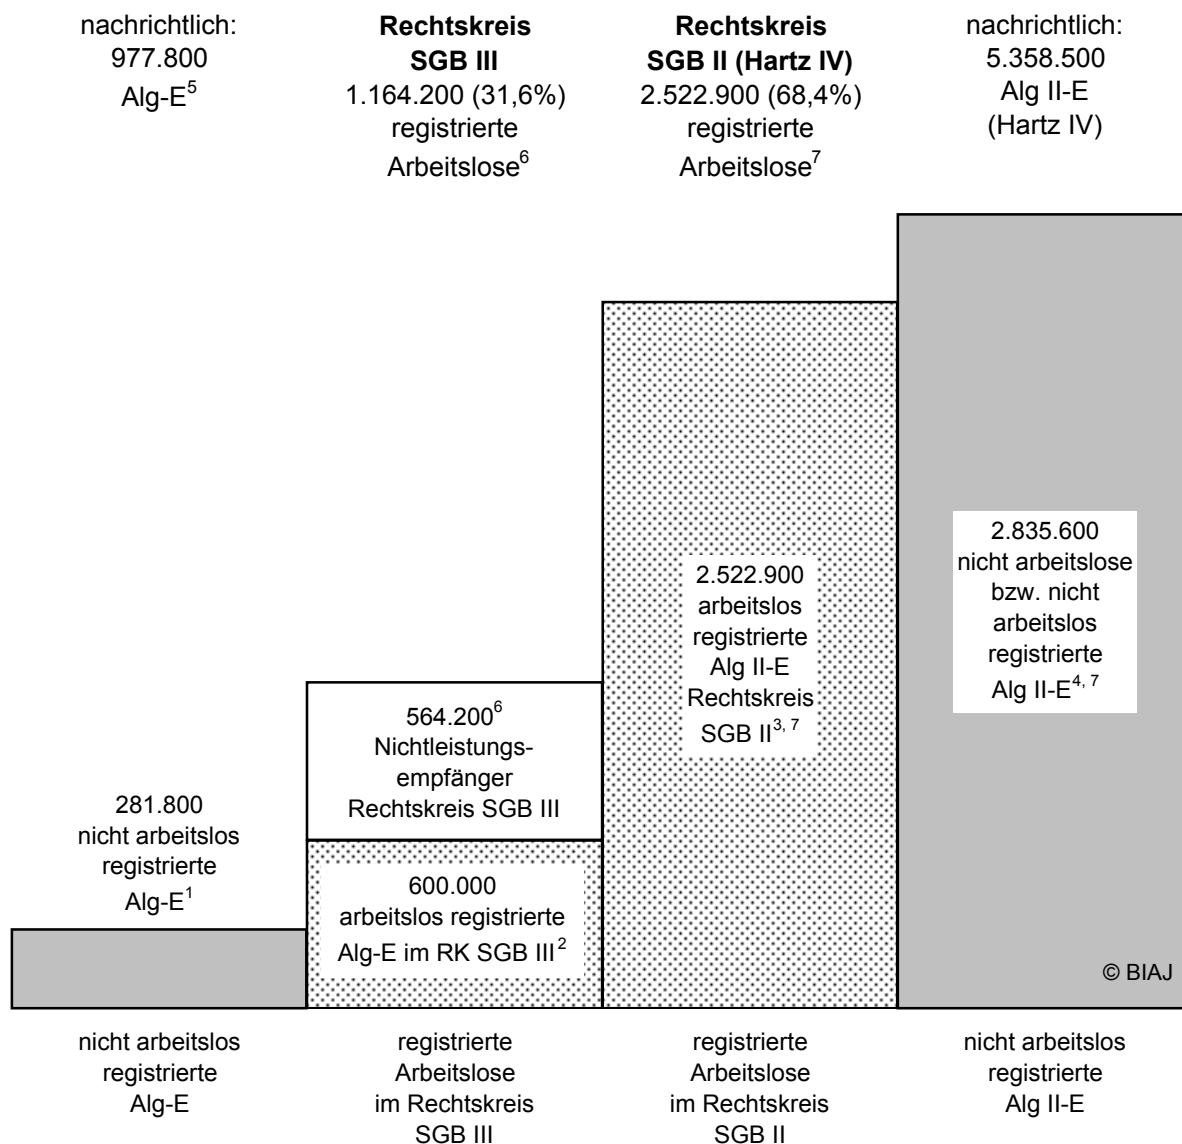 nachrichtlich:
977.800
Alg-E⁵
Rechtskreis
SGB III
1.164.200 (31,6%)
registrierte
Arbeitslose⁶
Rechtskreis
SGB II (Hartz IV)
2.522.900 (68,4%)
registrierte
Arbeitslose⁷
nachrichtlich:
5.358.500
Alg II-E
(Hartz IV)
281.800
nicht arbeitslos
registrierte
Alg-E¹
564.200⁶
Nichtleistungs-
empfänger
Rechtskreis SGB III
600.000
arbeitslos registrierte
Alg-E im RK SGB III²
2.522.900
arbeitslos
registrierte
Alg II-E
Rechtskreis
SGB II³, ⁷
2.835.600
nicht arbeitslose
bzw. nicht
arbeitslos
registrierte
Alg II-E⁴, ⁷
© BIAJ
nicht arbeitslos
registrierte
Alg-E
registrierte
Arbeitslose
im Rechtskreis
SGB III
registrierte
Arbeitslose
im Rechtskreis
SGB II
nicht arbeitslos
registrierte
Alg II-E